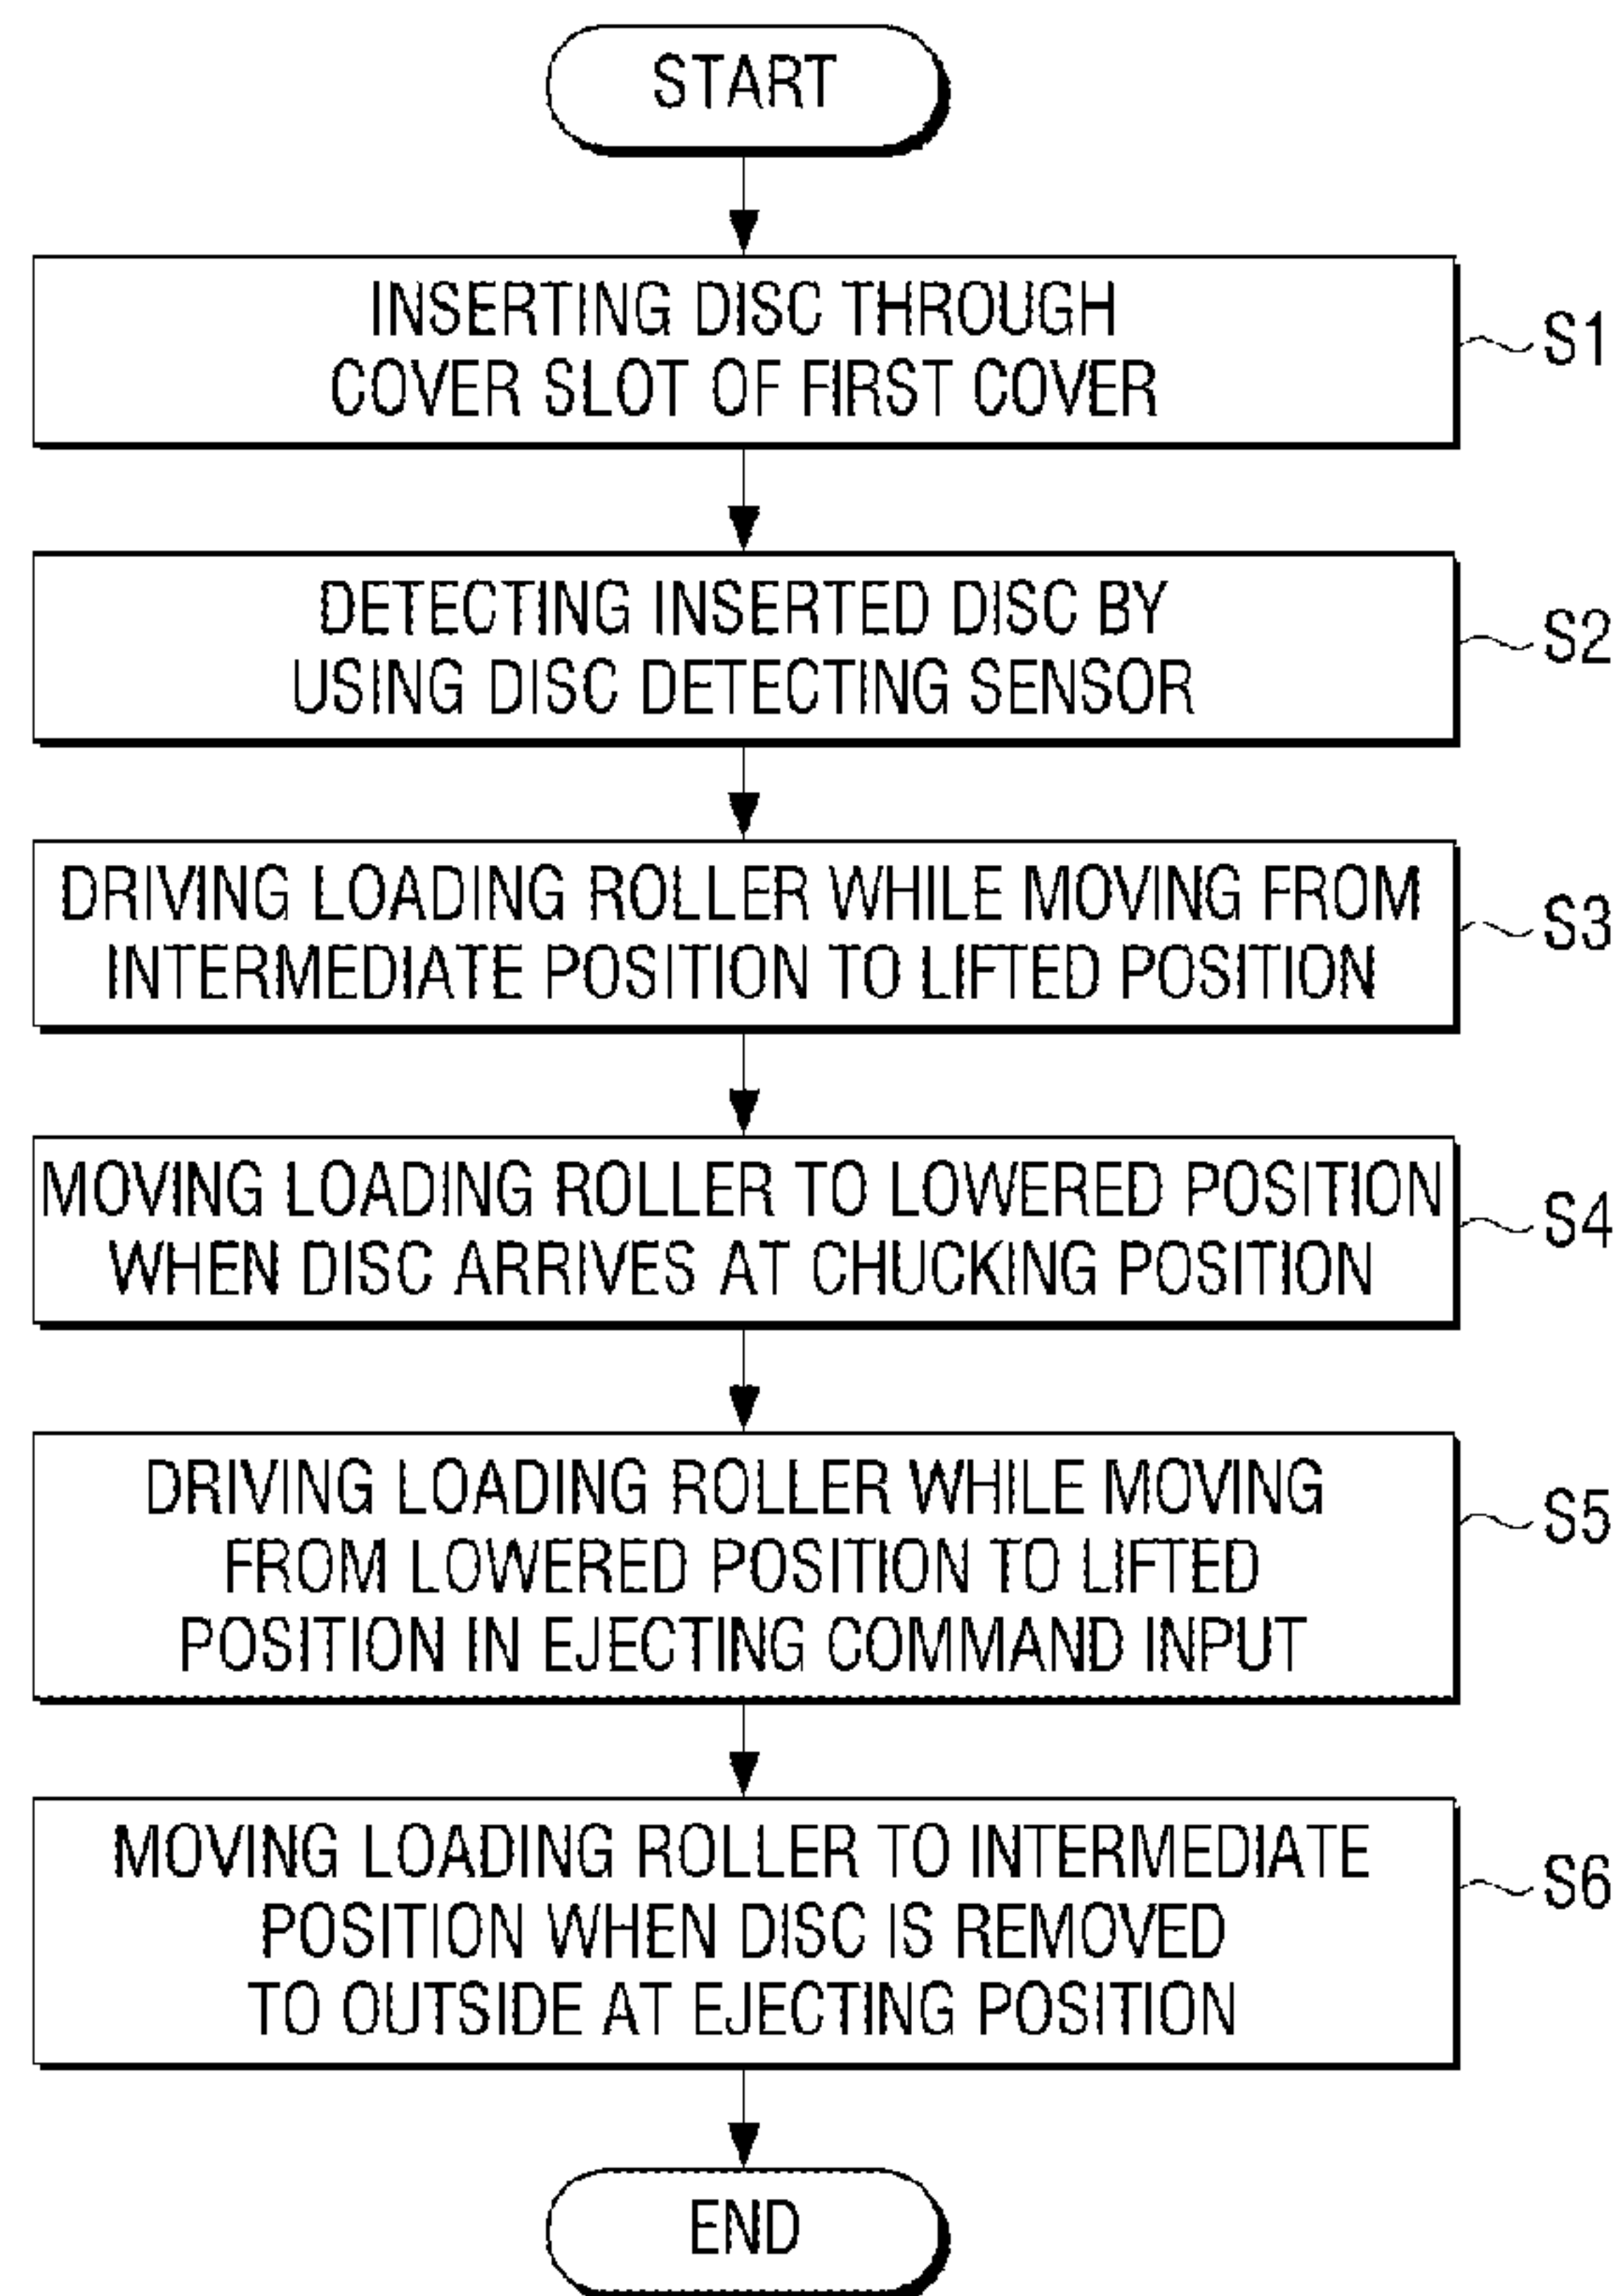 START
INSERTING DISC THROUGH
COVER SLOT OF FIRST COVER
S1
DETECTING INSERTED DISC BY
USING DISC DETECTING SENSOR
S2
DRIVING LOADING ROLLER WHILE MOVING FROM
INTERMEDIATE POSITION TO LIFTED POSITION
S3
MOVING LOADING ROLLER TO LOWERED POSITION
WHEN DISC ARRIVES AT CHUCKING POSITION
S4
DRIVING LOADING ROLLER WHILE MOVING
FROM LOWERED POSITION TO LIFTED
POSITION IN EJECTING COMMAND INPUT
S5
MOVING LOADING ROLLER TO INTERMEDIATE
POSITION WHEN DISC IS REMOVED
TO OUTSIDE AT EJECTING POSITION
S6
END